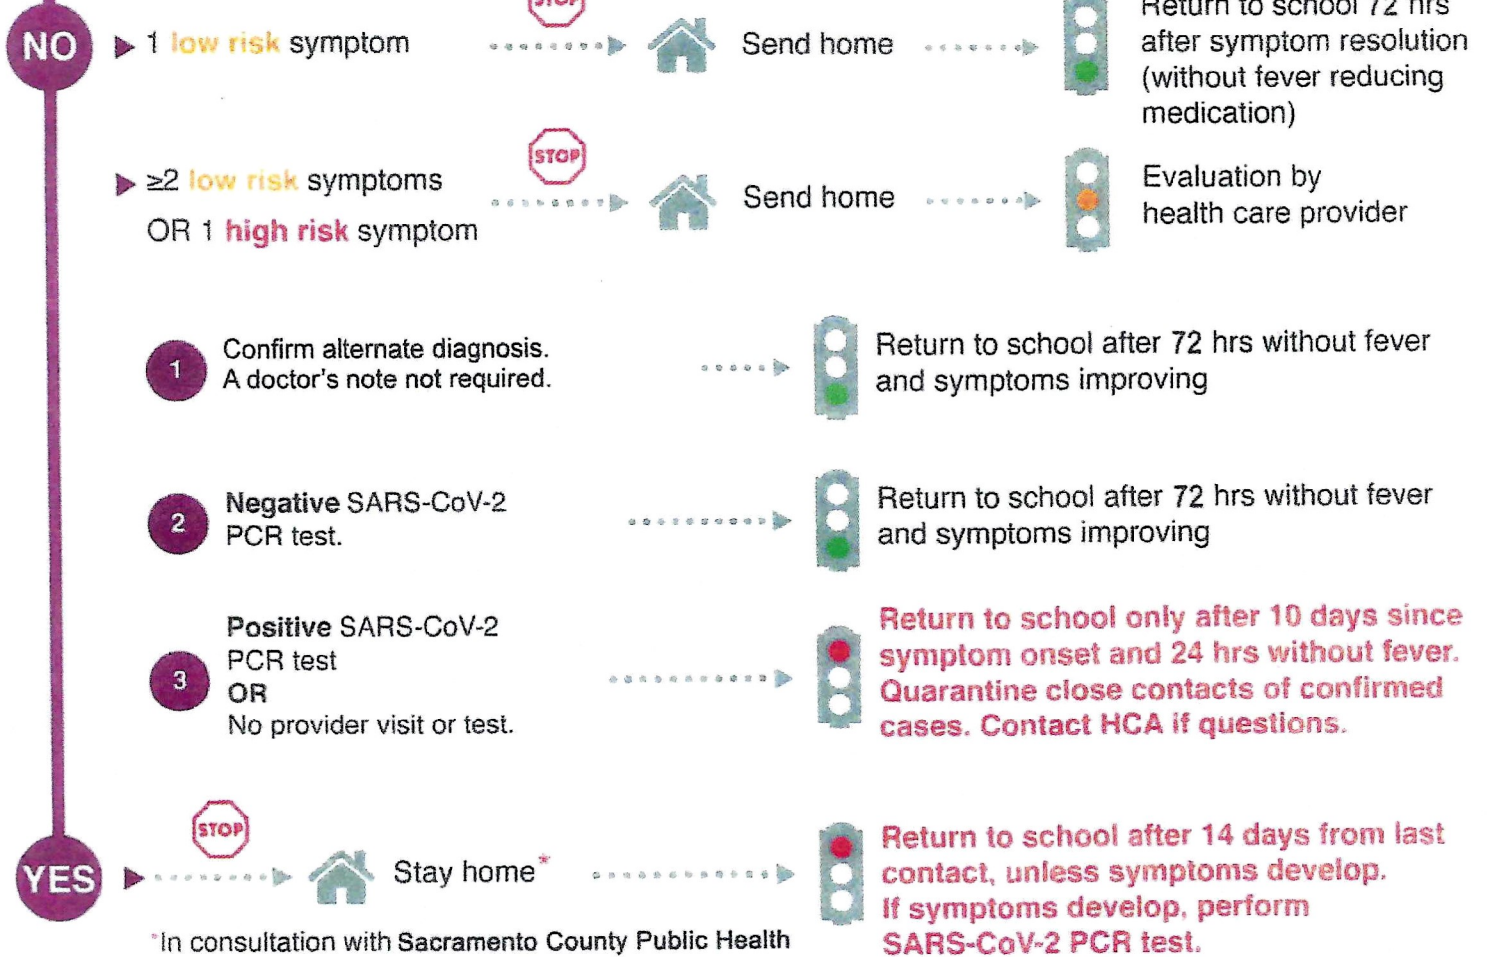 STOP
Return to school 72 hrs
NO
1 low risk symptom
Send home
after symptom resolution
(without fever reducing
medication)
STOP
≥2 low risk symptoms
OR 1 high risk symptom
Send home
Evaluation by
health care provider
1
Confirm alternate diagnosis.
A doctor's note not required.
Return to school after 72 hrs without fever
and symptoms improving
2
Negative SARS-CoV-2
PCR test.
Return to school after 72 hrs without fever
and symptoms improving
3
Positive SARS-CoV-2
PCR test
OR
No provider visit or test.
Return to school only after 10 days since
symptom onset and 24 hrs without fever.
Quarantine close contacts of confirmed
cases. Contact HCA if questions.
STOP
YES
Stay home*
Return to school after 14 days from last
contact, unless symptoms develop.
If symptoms develop, perform
SARS-CoV-2 PCR test.
*In consultation with Sacramento County Public Health